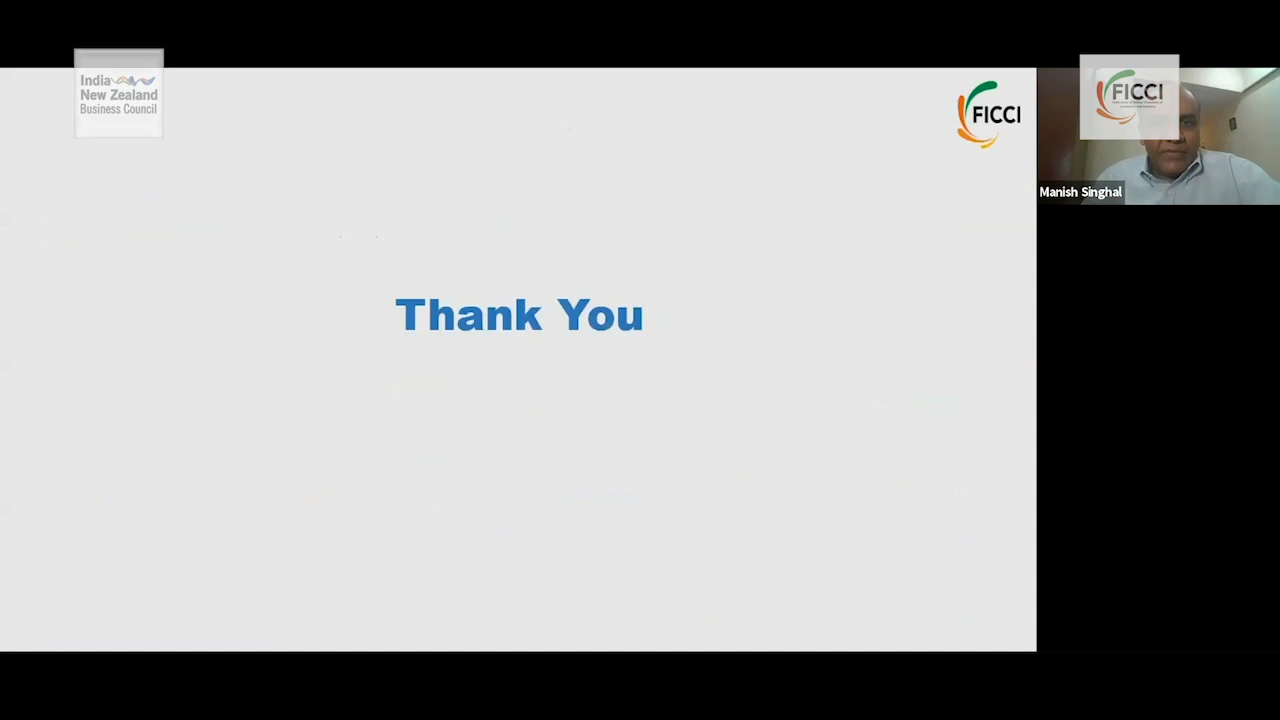 India
New Zealand
Business Council
FICCI
FICCI
Manish Singhal
Thank You